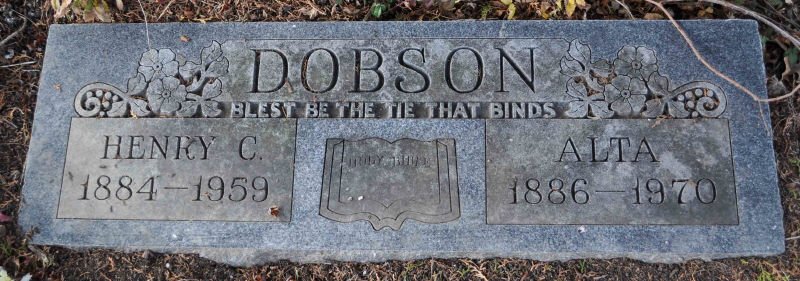 DOBSON
BLEST BE THE TIE THAT BINDS
HENRY C.
1884—1959
HOLY BIBLE
ALTA
1886—1970